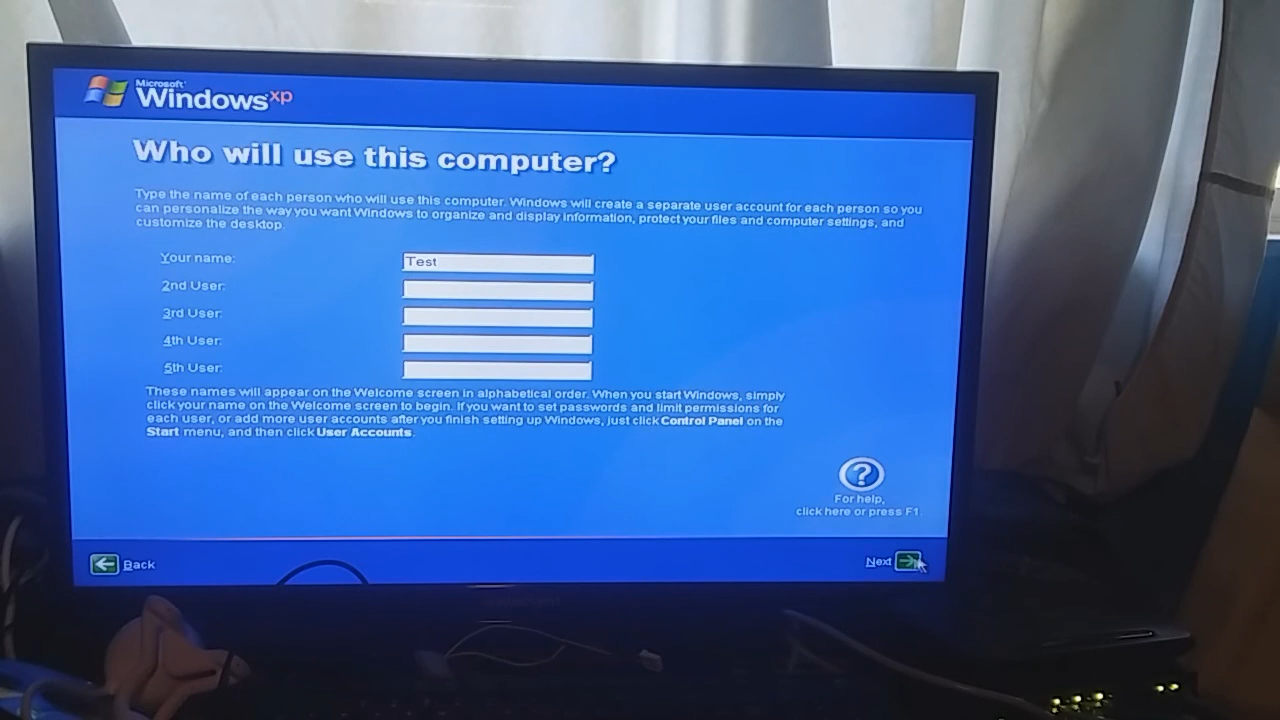 Microsoft
Windows xp
Who will use this computer?
Type the name of each person who will use this computer. Windows will create a separate user account for each person so you
can personalize the way you want Windows to organize and display information, protect your files and computer settings, and
customize the desktop.
Your name: Test
2nd User:
3rd User:
4th User:
5th User:
These names will appear on the Welcome screen in alphabetical order. When you start Windows, simply
click your name on the Welcome screen to begin. If you want to set passwords and limit permissions for
each user, or add more user accounts after you finish setting up Windows, just click Control Panel on the
Start menu, and then click User Accounts.
For help,
click here or press F1
Back
Next